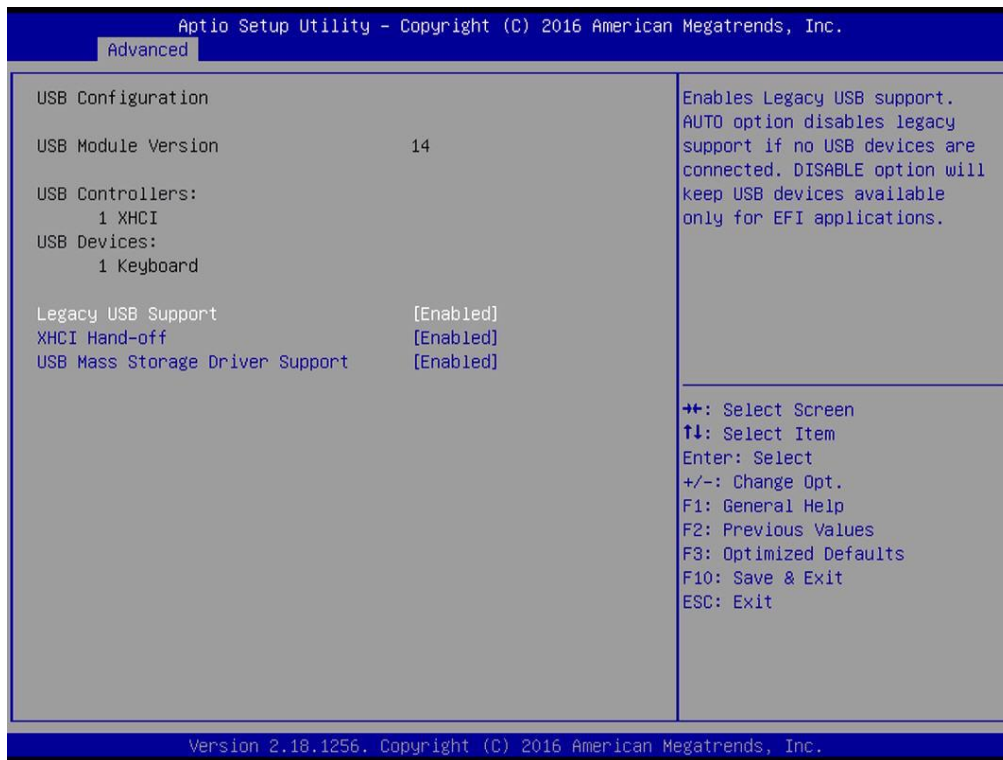 Aptio Setup Utility – Copyright (C) 2016 American Megatrends, Inc.
Advanced
USB Configuration
USB Module Version 14
USB Controllers:
1 XHCI
USB Devices:
1 Keyboard
Legacy USB Support [Enabled]
XHCI Hand-off [Enabled]
USB Mass Storage Driver Support [Enabled]
Enables Legacy USB support.
AUTO option disables legacy
support if no USB devices are
connected. DISABLE option will
keep USB devices available
only for EFI applications.
→←: Select Screen
↑↓: Select Item
Enter: Select
+/-: Change Opt.
F1: General Help
F2: Previous Values
F3: Optimized Defaults
F10: Save & Exit
ESC: Exit
Version 2.18.1256. Copyright (C) 2016 American Megatrends, Inc.